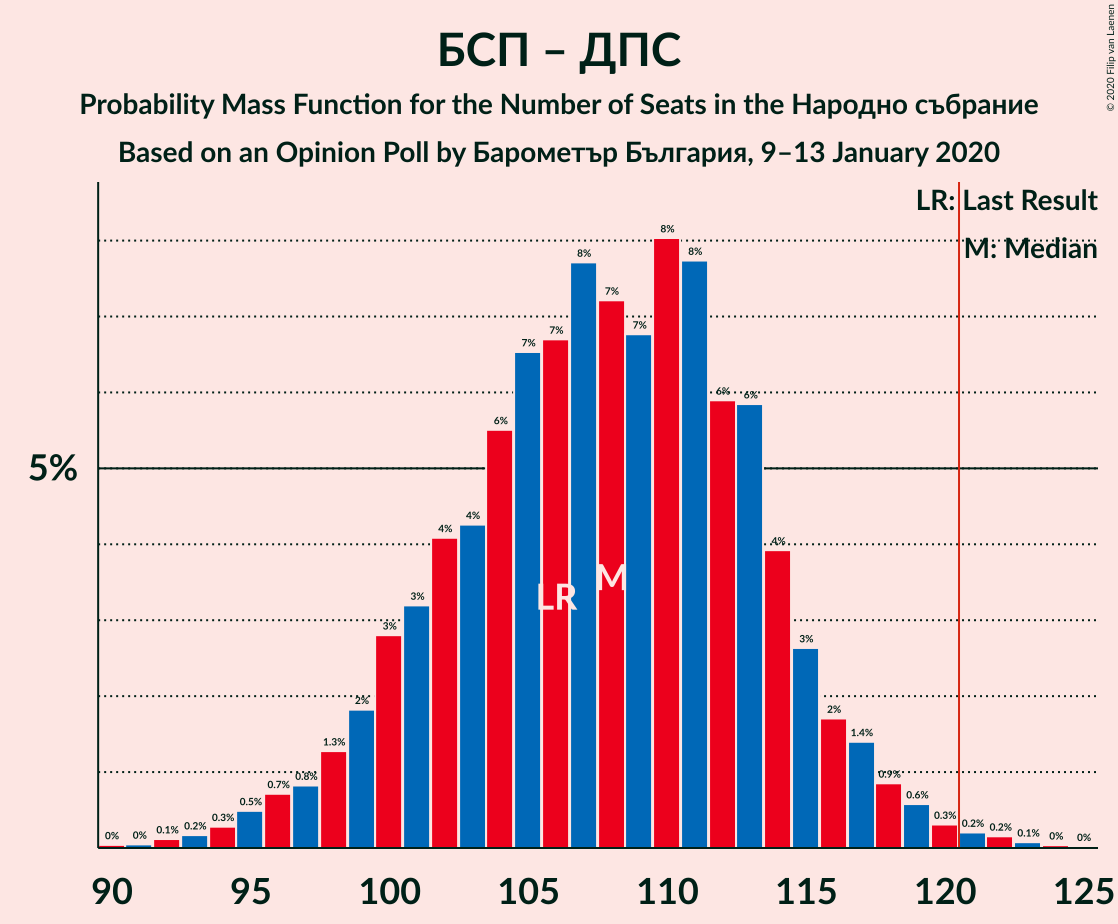 БСП – ДПС
Probability Mass Function for the Number of Seats in the Народно събрание
Based on an Opinion Poll by Барометър България, 9–13 January 2020
© 2020 Filip van Laenen
LR: Last Result
M: Median
5%
0% 0% 0.1% 0.2% 0.3% 0.5% 0.7% 0.8% 1.3% 2% 3% 3% 4% 4% 6% 7% 7% 8% 7% 7% 8% 8% 6% 6% 4% 3% 2% 1.4% 0.9% 0.6% 0.3% 0.2% 0.2% 0.1% 0% 0%
LR M
90 95 100 105 110 115 120 125